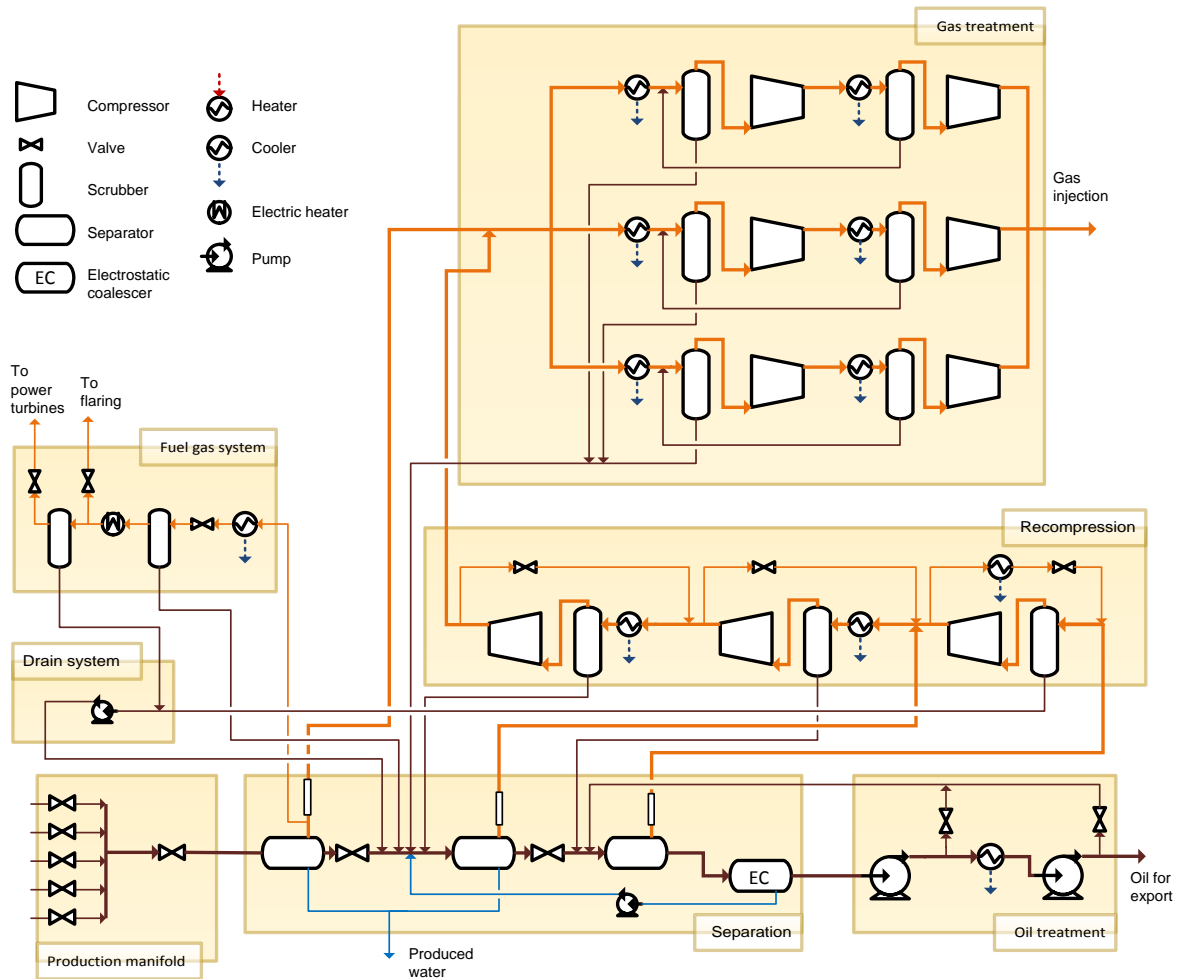 Gas treatment
Compressor
Heater
Valve
Cooler
Scrubber
Electric heater
Separator
Pump
EC
Electrostatic
coalescer
Gas
injection
To
power
turbines
To
flaring
Fuel gas system
Recompression
Drain system
EC
Oil for
export
Separation
Oil treatment
Production manifold
Produced
water